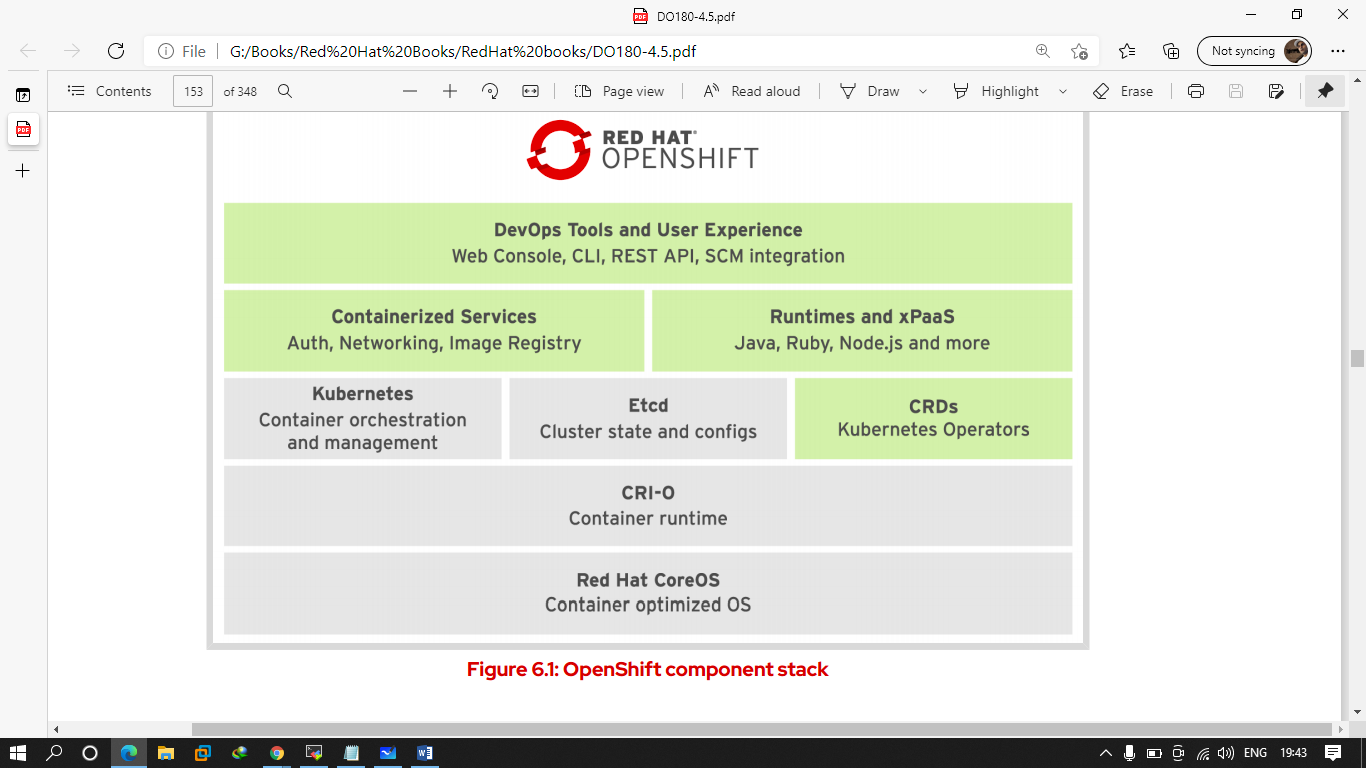 DO180-4.5.pdf
File
G:/Books/Red%20Hat%20Books/RedHat%20books/DO180-4.5.pdf
Not syncing
Contents
153
of 348
Page view
Read aloud
Draw
Highlight
Erase
RED HAT®
OPENSHIFT
DevOps Tools and User Experience
Web Console, CLI, REST API, SCM integration
Containerized Services
Auth, Networking, Image Registry
Runtimes and xPaaS
Java, Ruby, Node.js and more
Kubernetes
Container orchestration
and management
Etcd
Cluster state and configs
CRDs
Kubernetes Operators
CRI-O
Container runtime
Red Hat CoreOS
Container optimized OS
Figure 6.1: OpenShift component stack
ENG
19:43